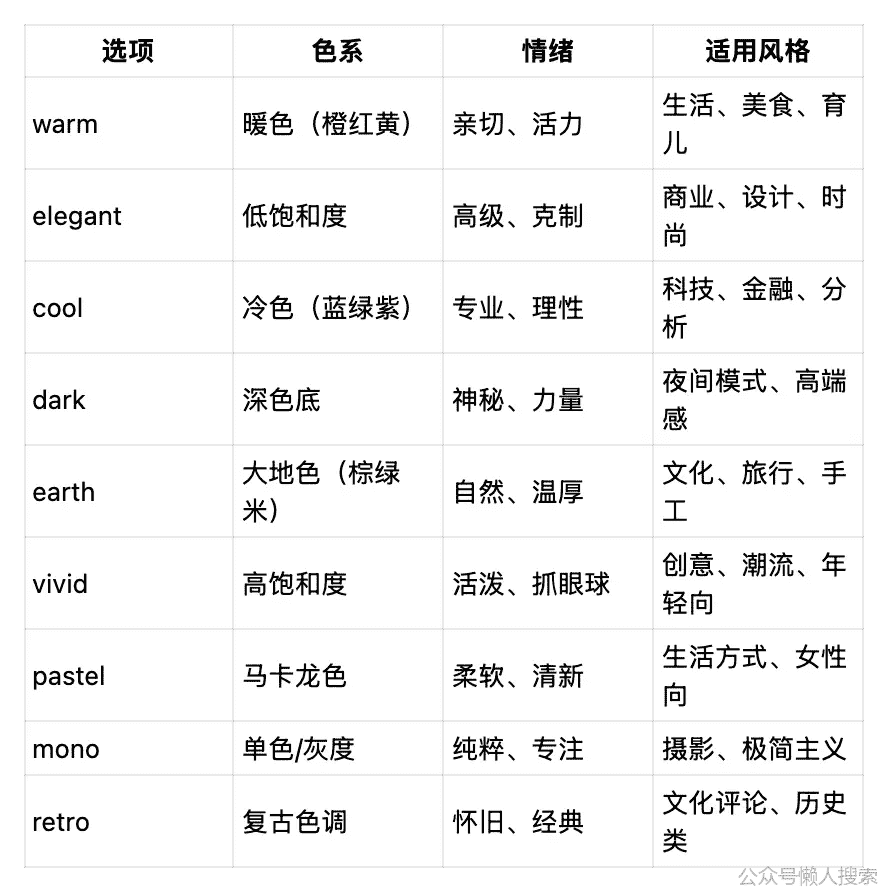 选项 色系 情绪 适用风格
warm 暖色（橙红黄） 亲切、活力 生活、美食、育
儿
elegant 低饱和度 高级、克制 商业、设计、时
尚
cool 冷色（蓝绿紫） 专业、理性 科技、金融、分
析
dark 深色底 神秘、力量 夜间模式、高端
感
earth 大地色（棕绿
米） 自然、温厚 文化、旅行、手
工
vivid 高饱和度 活泼、抓眼球 创意、潮流、年
轻向
pastel 马卡龙色 柔软、清新 生活方式、女性
向
mono 单色/灰度 纯粹、专注 摄影、极简主义
retro 复古色调 怀旧、经典 文化评论、历史
类
公众号懒人搜索